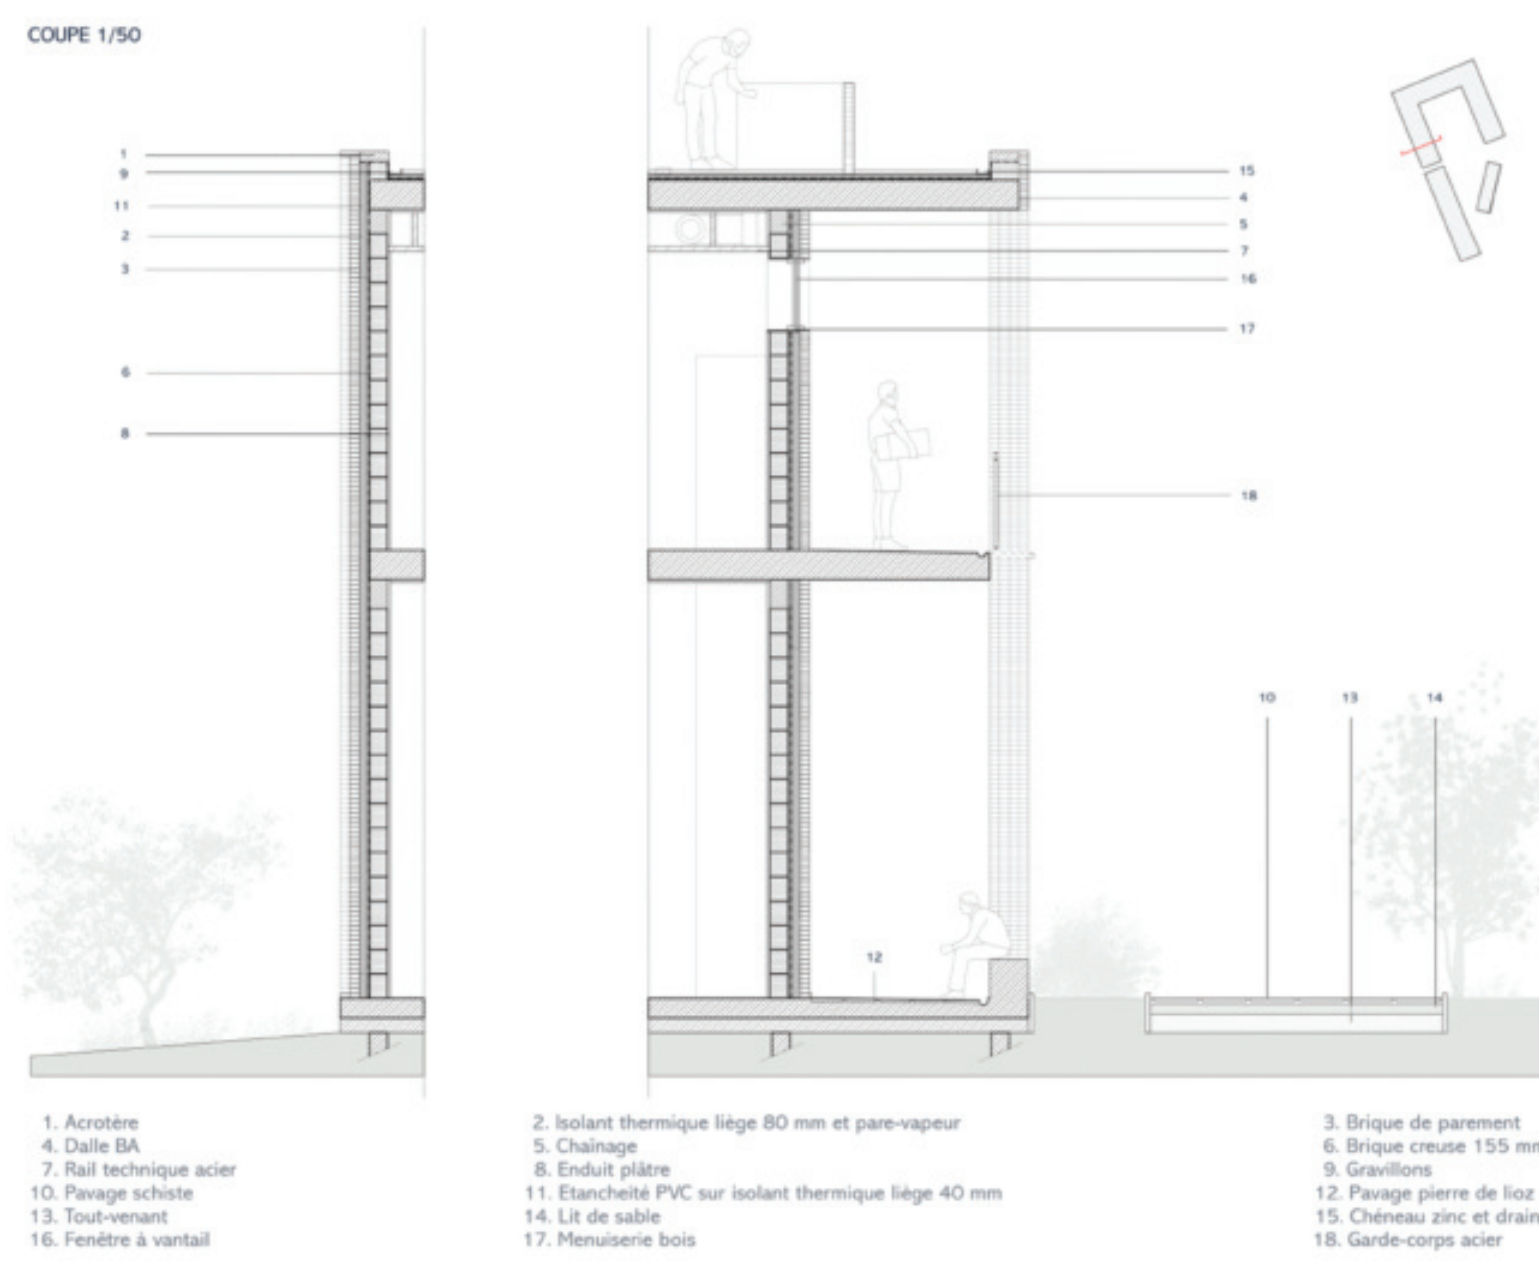 COUPE 1/50
1
9
11
2
3
6
8
15
4
5
7
16
17
18
10 13 14
12
1. Acrotère
2. Isolant thermique liège 80 mm et pare-vapeur
3. Brique de parement
4. Dalle BA
5. Chaînage
6. Brique creuse 155 mm
7. Rail technique acier
8. Enduit plâtre
9. Gravillons
10. Pavage schiste
11. Etancheité PVC sur isolant thermique liège 40 mm
12. Pavage pierre de lioz
13. Tout-venant
14. Lit de sable
15. Chéneau zinc et drain
16. Fenêtre à vantail
17. Menuiserie bois
18. Garde-corps acier